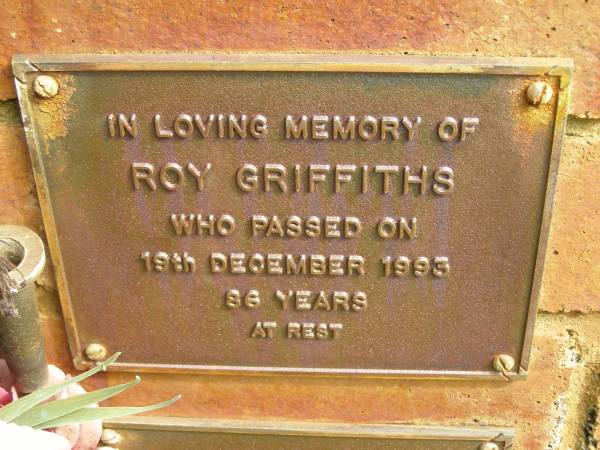 IN LOVING MEMORY OF
ROY GRIFFITHS
WHO PASSED ON
19th DECEMBER 1993
86 YEARS
AT REST